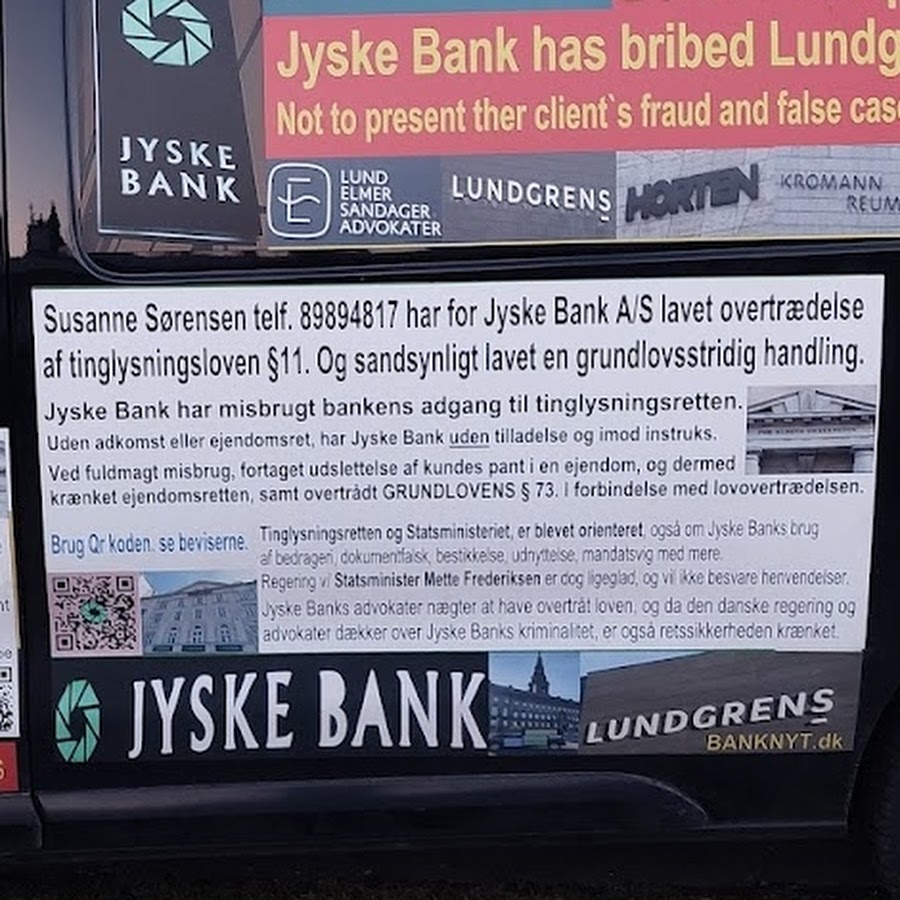 Jyske Bank has bribed Lundg
Not to present ther client`s fraud and false case
JYSKE
BANK
LUND
ELMER
SANDAGER
ADVOKATER
LUNDGRENS
HORTEN
KROMANN
REUM
Susanne Sørensen telf. 89894817 har for Jyske Bank A/S lavet overtrædelse
af tinglysningsloven §11. Og sandsynligt lavet en grundlovsstridig handling.
Jyske Bank har misbrugt bankens adgang til tinglysningsretten.
Uden adkomst eller ejendomsret, har Jyske Bank uden tilladelse og imod instruks.
Ved fuldmagt misbrug, fortaget udslettelse af kundes pant i en ejendom, og dermed
krænket ejendomsretten, samt overtrådt GRUNDLOVENS § 73. I forbindelse med lovovertrædelsen.
Brug Qr koden. se beviserne.
Tinglysningsretten og Statsministeriet, er blevet orienteret, også om Jyske Banks brug
af bedrageri, dokumentfalsk, bestikkelse, udnyttelse, mandatsvig med mere.
Regering v/ Statsminister Mette Frederiksen er dog ligeglad, og vil ikke besvare henvendelser.
Jyske Banks advokater nægter at have overtråt loven, og da den danske regering og
advokater dækker over Jyske Banks kriminalitet, er også retssikkerheden krænket.
JYSKE BANK
LUNDGRENS
BANKNYT.dk